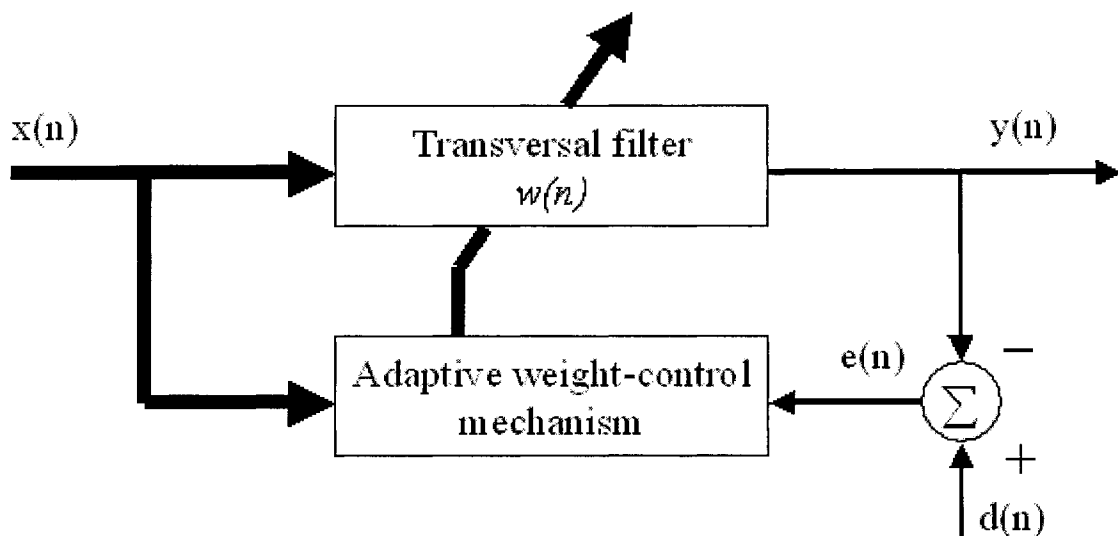 x(n)
Transversal filter
w(n)
y(n)
Adaptive weight-control
mechanism
e(n)
−
Σ
+
d(n)